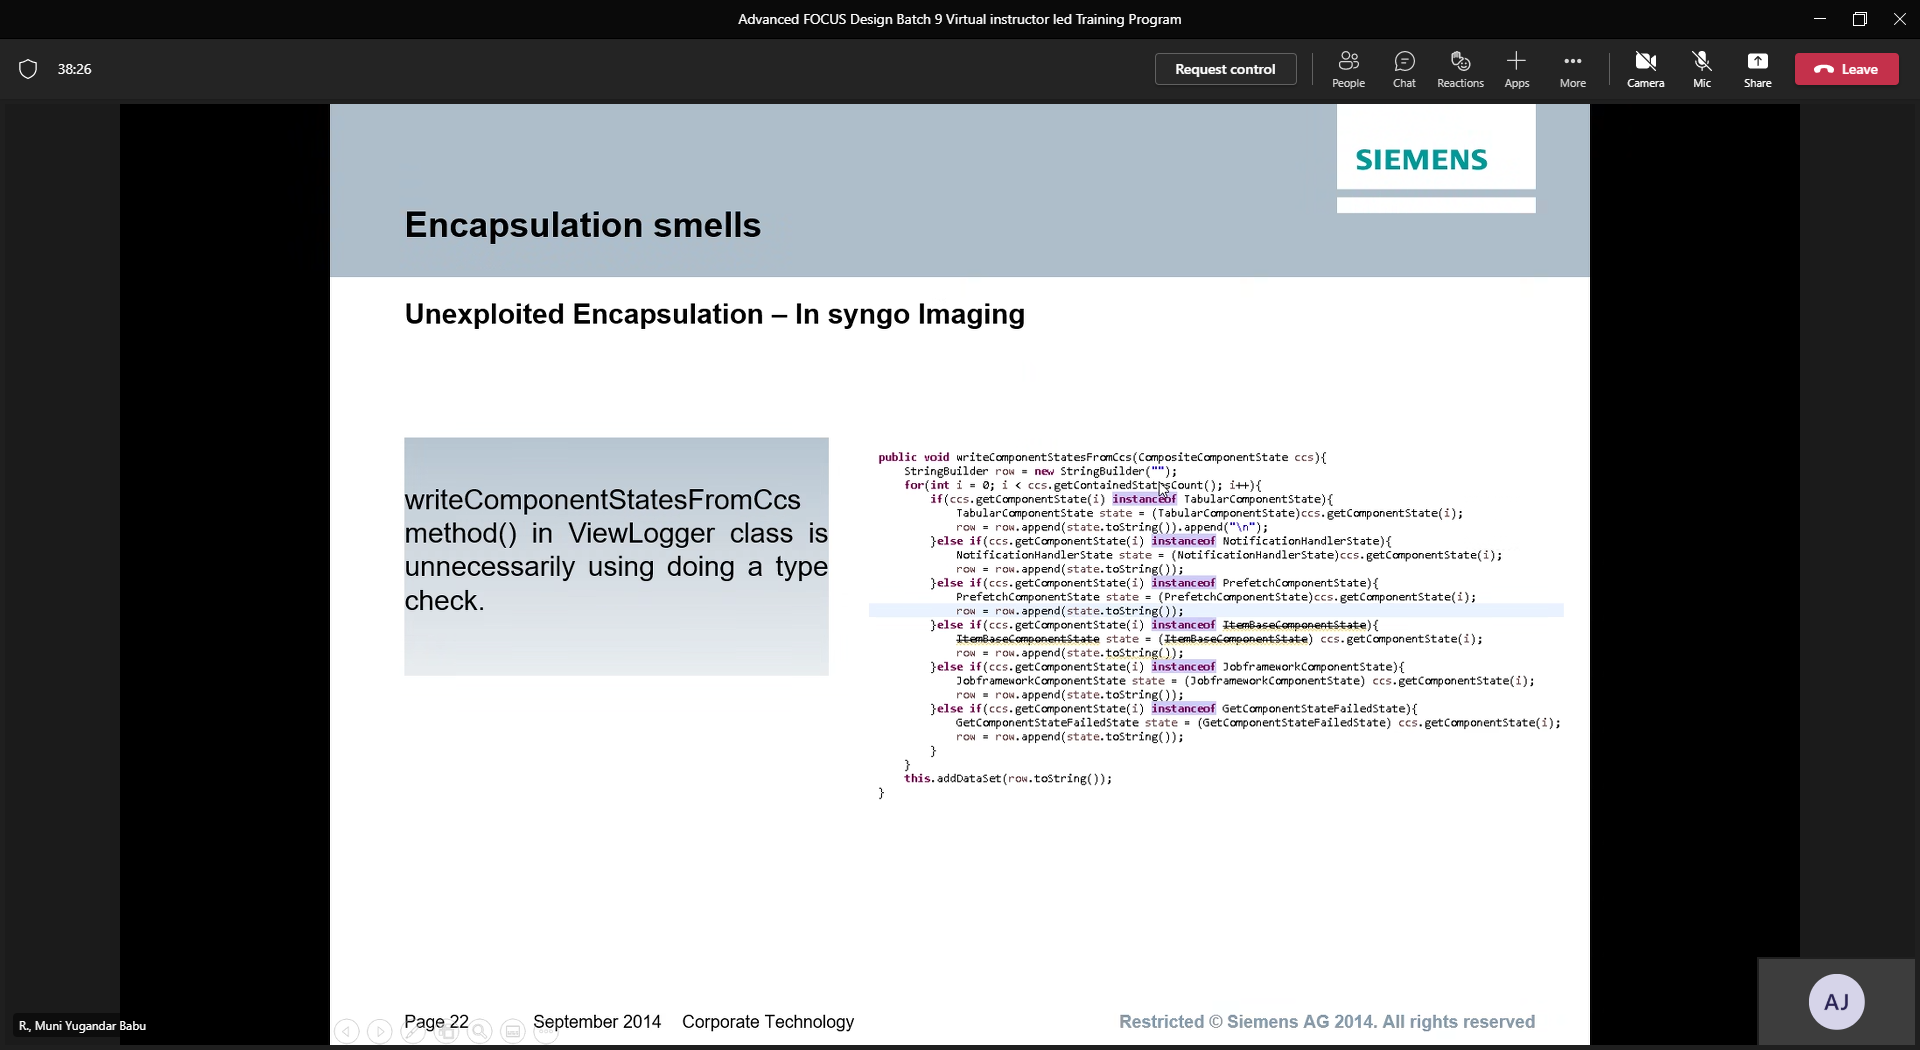 Advanced FOCUS Design Batch 9 Virtual instructor led Training Program
38:26
Request control
People
Chat
Reactions
Apps
More
Camera
Mic
Share
Leave
SIEMENS
Encapsulation smells
Unexploited Encapsulation – In syngo Imaging
writeComponentStatesFromCcs
method() in ViewLogger class is
unnecessarily using doing a type
check.
public void writeComponentStatesFromCcs(CompositeComponentState ccs){
StringBuilder row = new StringBuilder("");
for(int i = 0; i < ccs.getContainedStatesCount(); i++){
if(ccs.getComponentState(i) instanceof TabularComponentState){
TabularComponentState state = (TabularComponentState)ccs.getComponentState(i);
row = row.append(state.toString()).append("\n");
}else if(ccs.getComponentState(i) instanceof NotificationHandlerState){
NotificationHandlerState state = (NotificationHandlerState)ccs.getComponentState(i);
row = row.append(state.toString());
}else if(ccs.getComponentState(i) instanceof PrefetchComponentState){
PrefetchComponentState state = (PrefetchComponentState)ccs.getComponentState(i);
row = row.append(state.toString());
}else if(ccs.getComponentState(i) instanceof ItemBaseComponentState){
ItemBaseComponentState state = (ItemBaseComponentState) ccs.getComponentState(i);
row = row.append(state.toString());
}else if(ccs.getComponentState(i) instanceof JobframeworkComponentState){
JobframeworkComponentState state = (JobframeworkComponentState) ccs.getComponentState(i);
row = row.append(state.toString());
}else if(ccs.getComponentState(i) instanceof GetComponentStateFailedState){
GetComponentStateFailedState state = (GetComponentStateFailedState) ccs.getComponentState(i);
row = row.append(state.toString());
}
}
this.addDataSet(row.toString());
}
Page 22 September 2014 Corporate Technology Restricted © Siemens AG 2014. All rights reserved
R., Muni Yugandar Babu
AJ